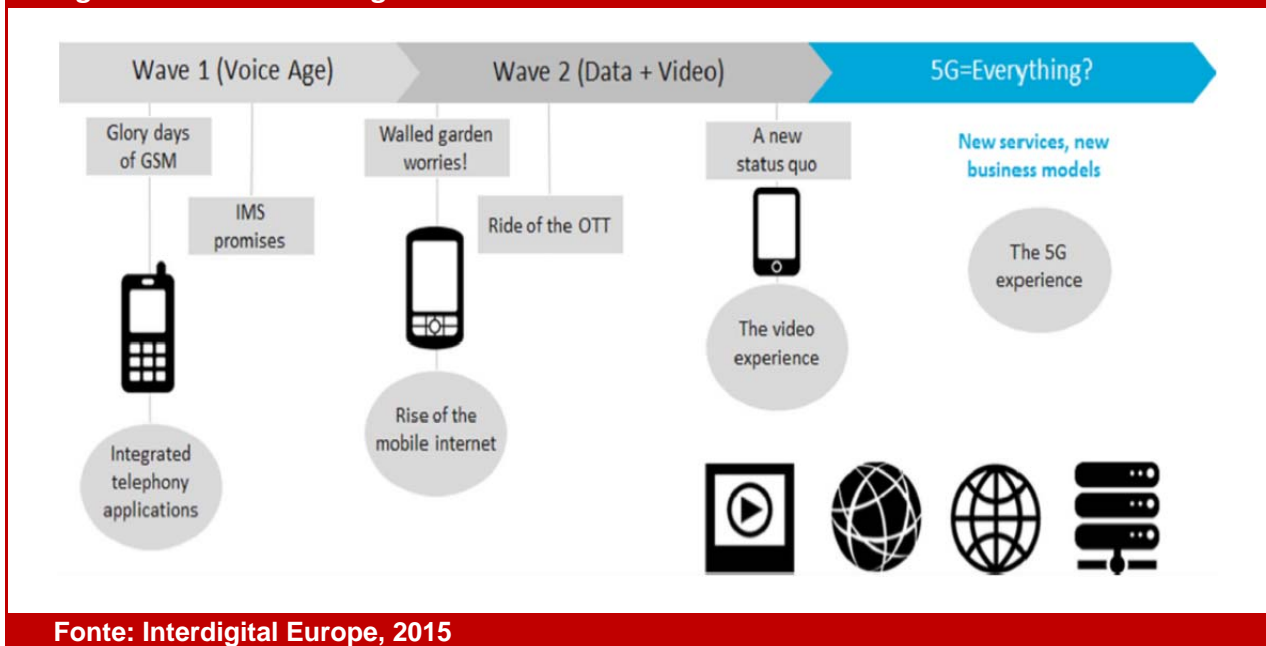 Wave 1 (Voice Age)
Wave 2 (Data + Video)
5G=Everything?
Glory days
of GSM
IMS
promises
Integrated
telephony
applications
Walled garden
worries!
Ride of the OTT
Rise of the
mobile internet
A new
status quo
The video
experience
New services, new
business models
The 5G
experience
Fonte: Interdigital Europe, 2015